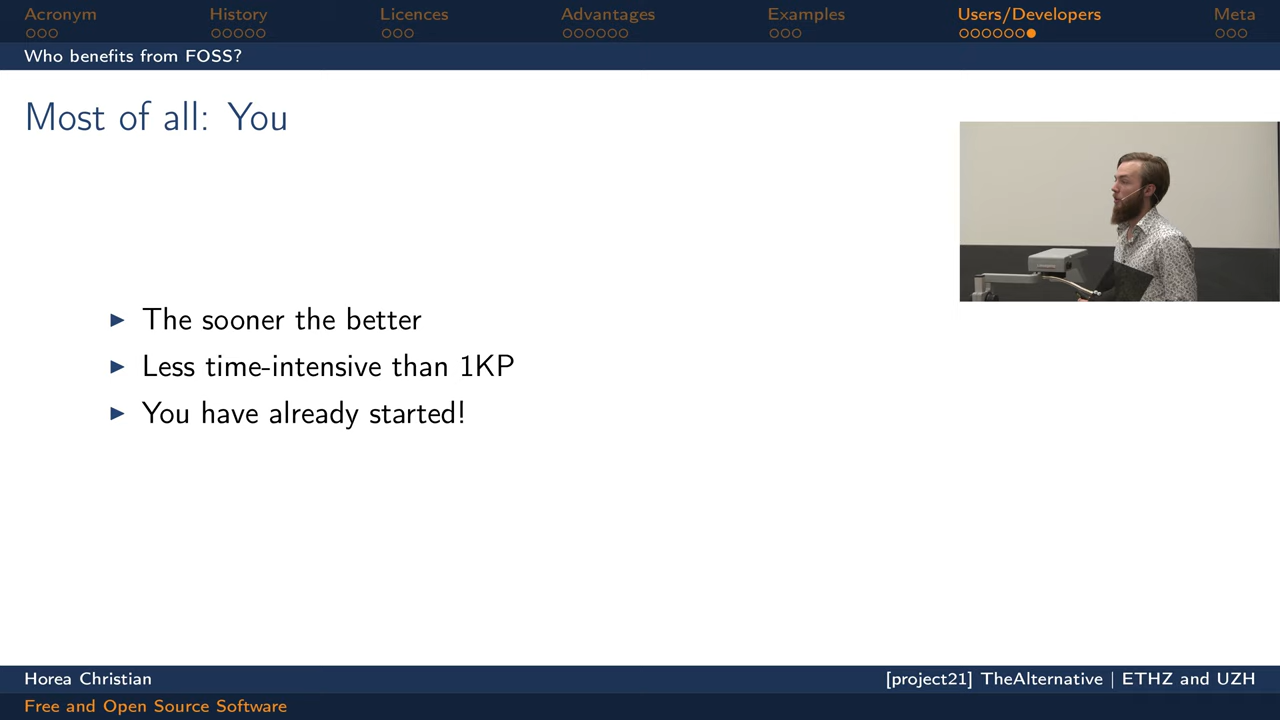 Acronym History Licences Advantages Examples Users/Developers Meta
Who benefits from FOSS?
Most of all: You
The sooner the better
Less time-intensive than 1KP
You have already started!
Horea Christian [project21] TheAlternative | ETHZ and UZH
Free and Open Source Software